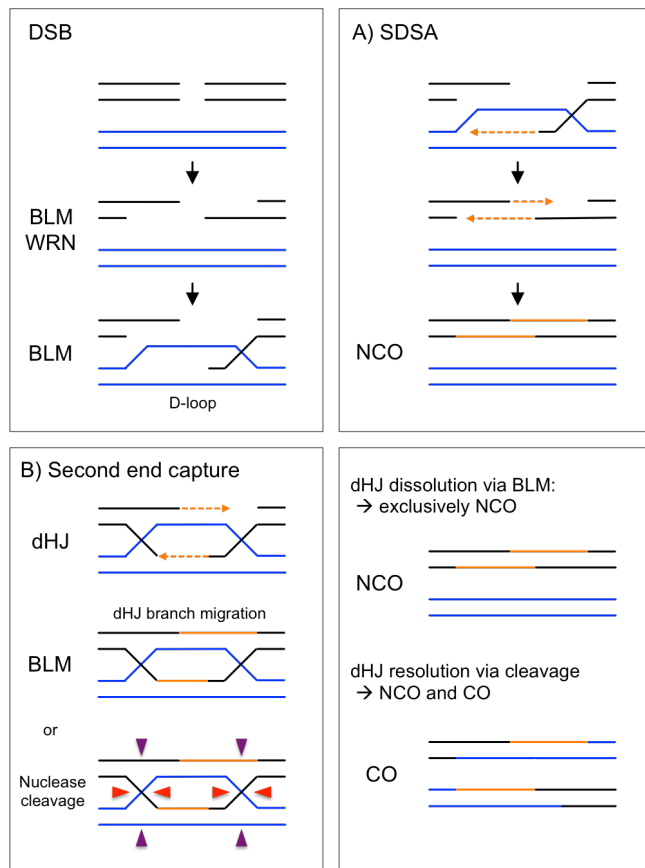 DSB
BLM
WRN
BLM
D-loop
A) SDSA
NCO
B) Second end capture
dHJ
dHJ branch migration
BLM
or
Nuclease
cleavage
dHJ dissolution via BLM:
→ exclusively NCO
NCO
dHJ resolution via cleavage
→ NCO and CO
CO